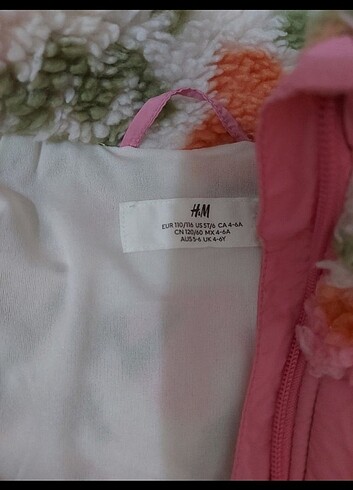 H&M
EUR 110/116 US 5T/6 CA 4-6A
CN 120/60 MX 4-6A
AUS 5-6 UK 4-6Y